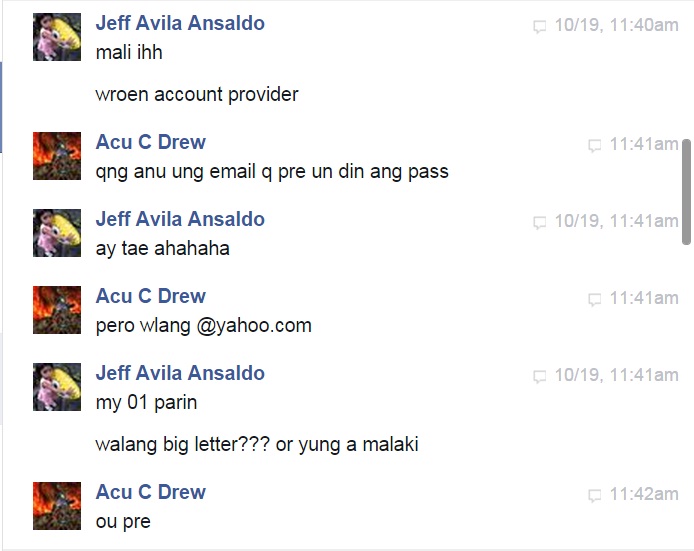 Jeff Avila Ansaldo 10/19, 11:40am
mali ihh
wroen account provider
Acu C Drew 11:41am
qng anu ung email q pre un din ang pass
Jeff Avila Ansaldo 10/19, 11:41am
ay tae ahahaha
Acu C Drew 11:41am
pero wlang @yahoo.com
Jeff Avila Ansaldo 10/19, 11:41am
my 01 parin
walang big letter??? or yung a malaki
Acu C Drew 11:42am
ou pre